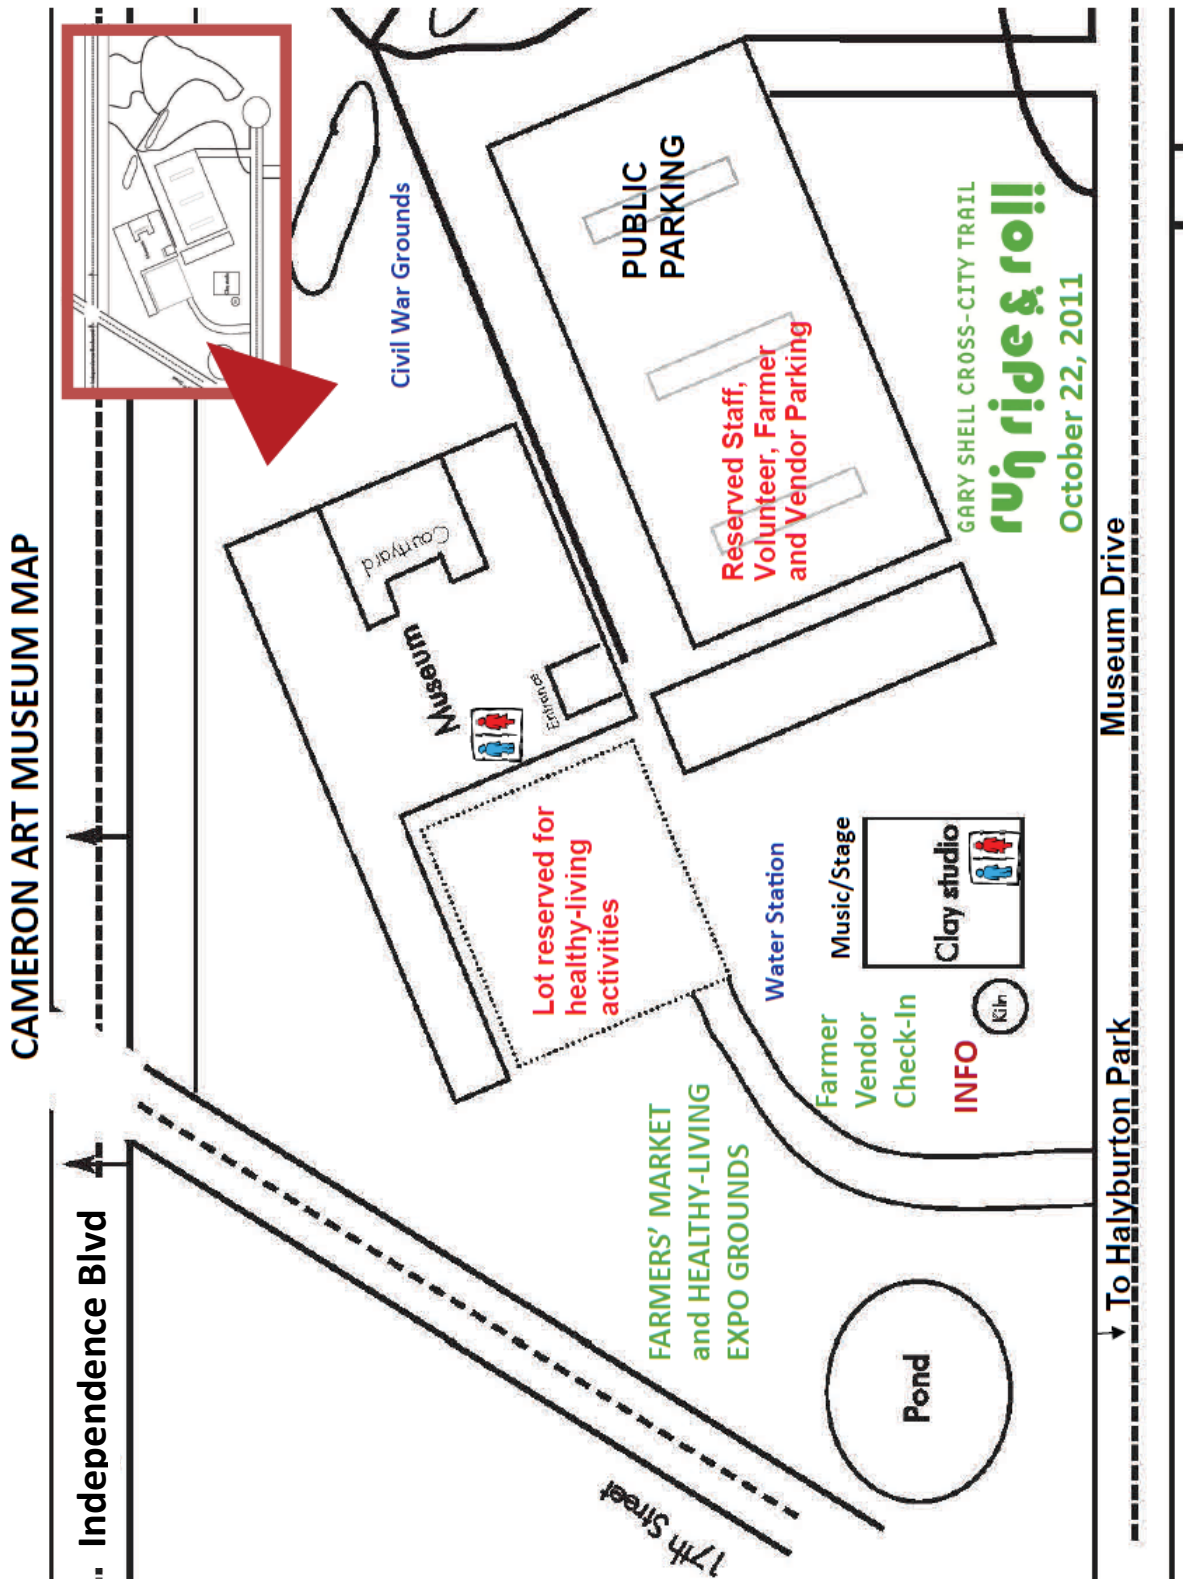 CAMERON ART MUSEUM MAP
Independence Blvd
17th Street
Civil War Grounds
Courtyard
Museum
Entrance
PUBLIC
PARKING
Reserved Staff,
Volunteer, Farmer
and Vendor Parking
Lot reserved for
healthy-living
activities
Water Station
Music/Stage
Clay studio
Kiln
Farmer
Vendor
Check-In
INFO
FARMERS’ MARKET
and HEALTHY-LIVING
EXPO GROUNDS
Pond
GARY SHELL CROSS-CITY TRAIL
run ride & roll
October 22, 2011
Museum Drive
To Halyburton Park